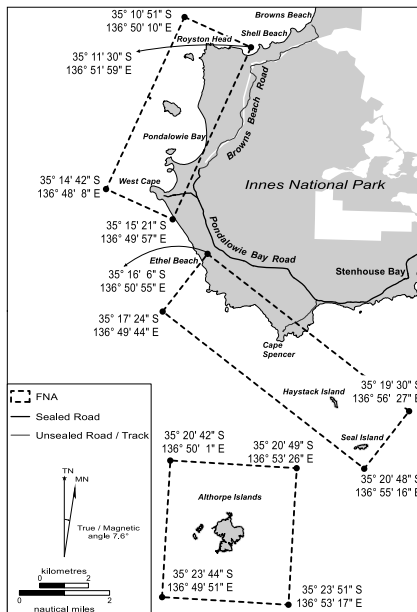 35° 10' 51" S
136° 50' 10" E
Browns Beach
Shell Beach
Royston Head
35° 11' 30" S
136° 51' 59" E
Browns Beach Road
Pondalowie Bay
35° 14' 42" S
136° 48' 8" E
West Cape
Innes National Park
35° 15' 21" S
136° 49' 57" E
Pondalowie Bay Road
Ethel Beach
35° 16' 6" S
136° 50' 55" E
Stenhouse Bay
35° 17' 24" S
136° 49' 44" E
Cape
Spencer
35° 19' 30" S
136° 56' 27" E
Haystack Island
Seal Island
35° 20' 48" S
136° 55' 16" E
35° 20' 42" S
136° 50' 1" E
35° 20' 49" S
136° 53' 26" E
Althorpe Islands
35° 23' 44" S
136° 49' 51" E
35° 23' 51" S
136° 53' 17" E
FNA
Sealed Road
Unsealed Road / Track
TN
MN
True / Magnetic
angle 7.6°
kilometres
0 2
0 2
nautical miles